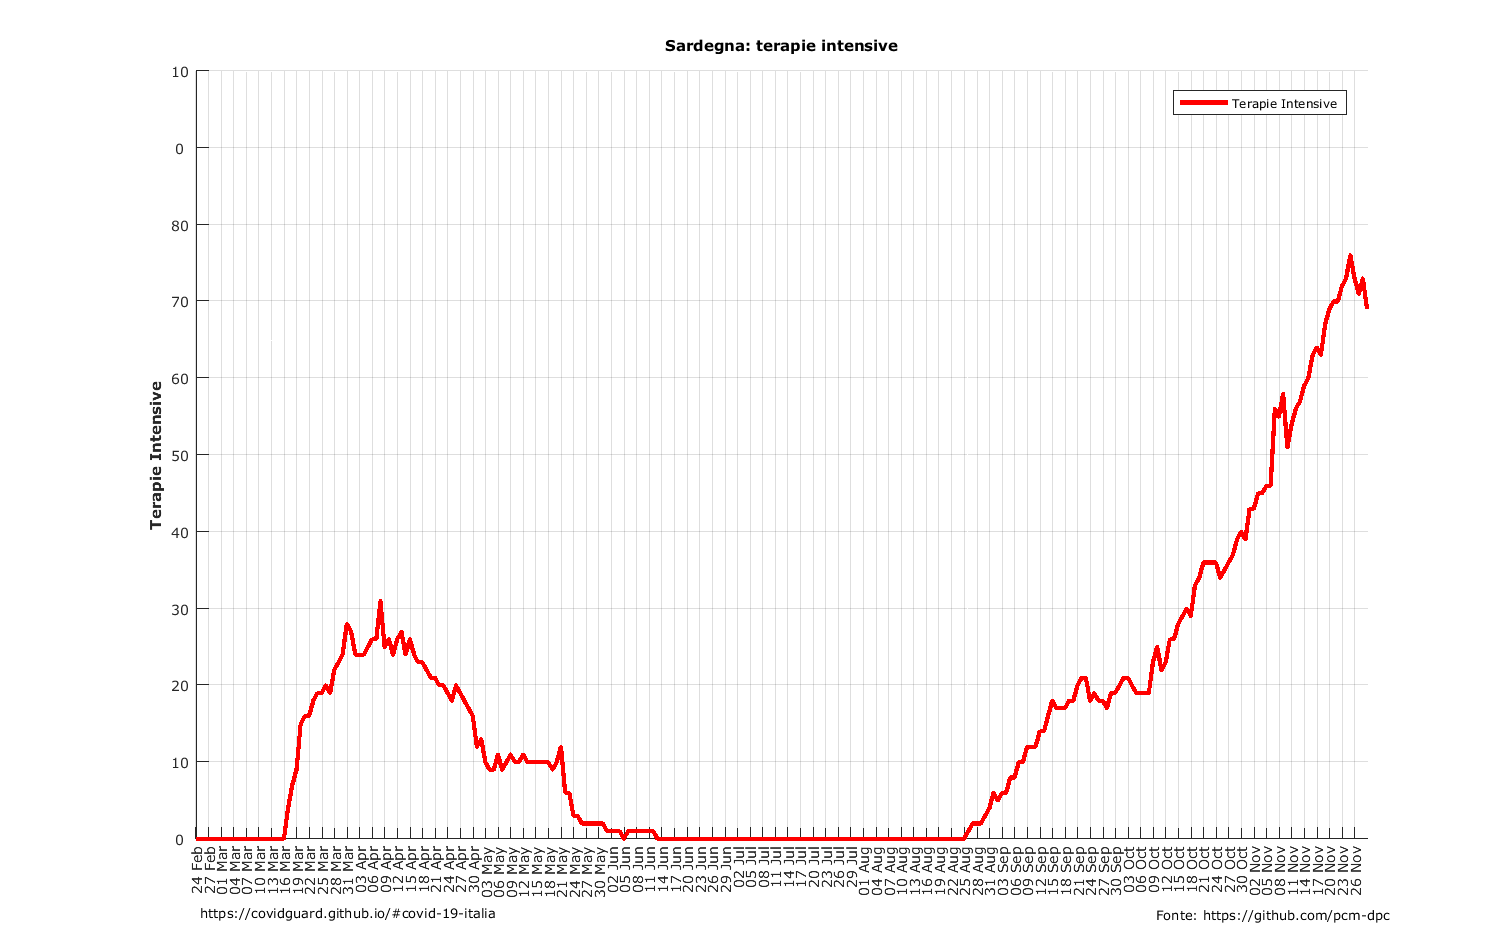 Sardegna: terapie intensive
10
0
80
70
60
50
40
30
20
10
0
Terapie Intensive
Terapie Intensive
24 Feb
27 Feb
01 Mar
04 Mar
07 Mar
10 Mar
13 Mar
16 Mar
19 Mar
22 Mar
25 Mar
28 Mar
31 Mar
03 Apr
06 Apr
09 Apr
12 Apr
15 Apr
18 Apr
21 Apr
24 Apr
27 Apr
30 Apr
03 May
06 May
09 May
12 May
15 May
18 May
21 May
24 May
27 May
30 May
02 Jun
05 Jun
08 Jun
11 Jun
14 Jun
17 Jun
20 Jun
23 Jun
26 Jun
29 Jun
02 Jul
05 Jul
08 Jul
11 Jul
14 Jul
17 Jul
20 Jul
23 Jul
26 Jul
29 Jul
01 Aug
04 Aug
07 Aug
10 Aug
13 Aug
16 Aug
19 Aug
22 Aug
25 Aug
28 Aug
31 Aug
03 Sep
06 Sep
09 Sep
12 Sep
15 Sep
18 Sep
21 Sep
24 Sep
27 Sep
30 Sep
03 Oct
06 Oct
09 Oct
12 Oct
15 Oct
18 Oct
21 Oct
24 Oct
27 Oct
30 Oct
02 Nov
05 Nov
08 Nov
11 Nov
14 Nov
17 Nov
20 Nov
23 Nov
26 Nov
https://covidguard.github.io/#covid-19-italia
Fonte: https://github.com/pcm-dpc